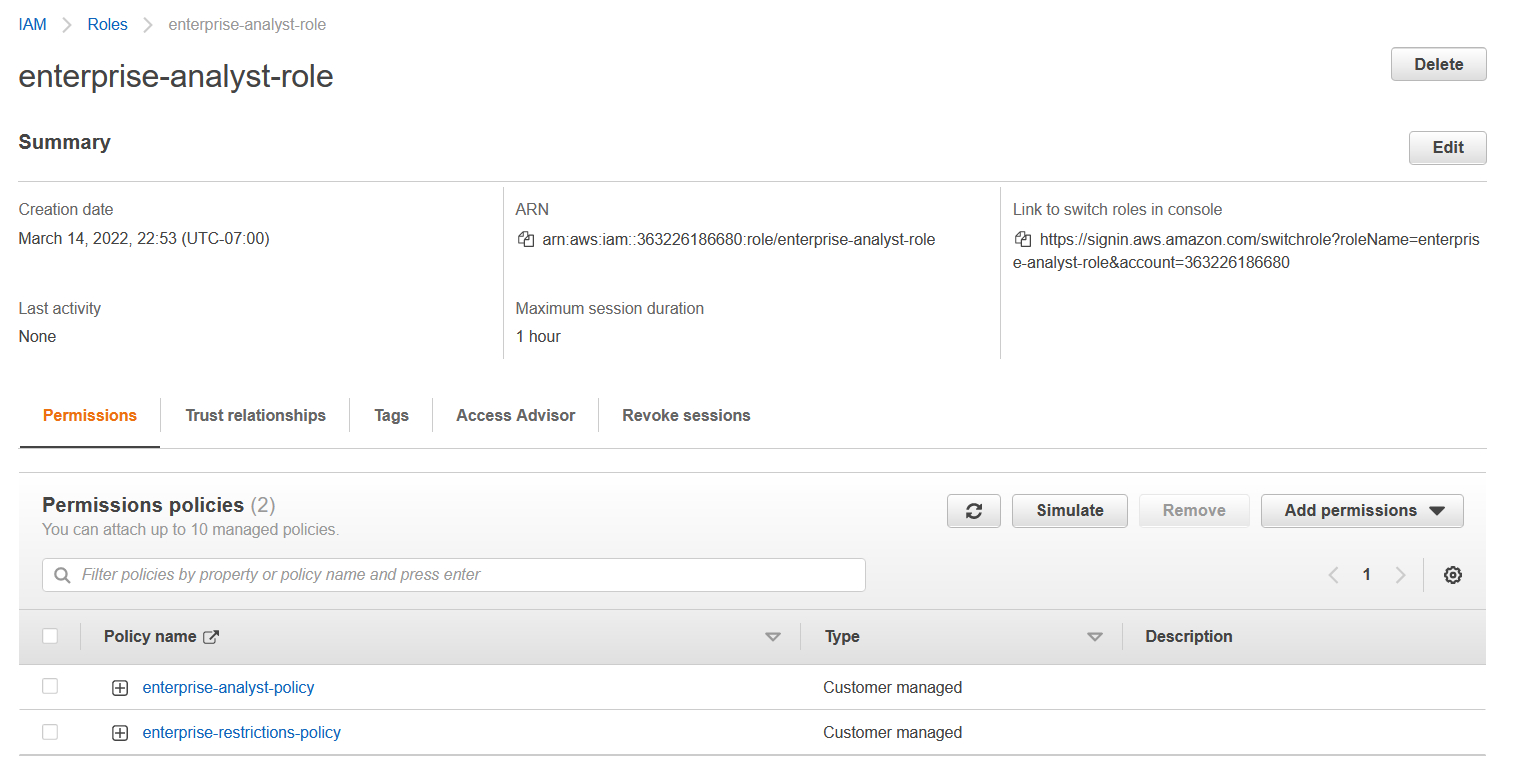 IAM > Roles > enterprise-analyst-role
enterprise-analyst-role
Delete
Summary
Edit
Creation date
March 14, 2022, 22:53 (UTC-07:00)
ARN
arn:aws:iam::363226186680:role/enterprise-analyst-role
Link to switch roles in console
https://signin.aws.amazon.com/switchrole?roleName=enterpris
e-analyst-role&account=363226186680
Last activity
None
Maximum session duration
1 hour
Permissions
Trust relationships
Tags
Access Advisor
Revoke sessions
Permissions policies (2)
You can attach up to 10 managed policies.
Simulate
Remove
Add permissions
Filter policies by property or policy name and press enter
1
Policy name
Type
Description
enterprise-analyst-policy
Customer managed
enterprise-restrictions-policy
Customer managed